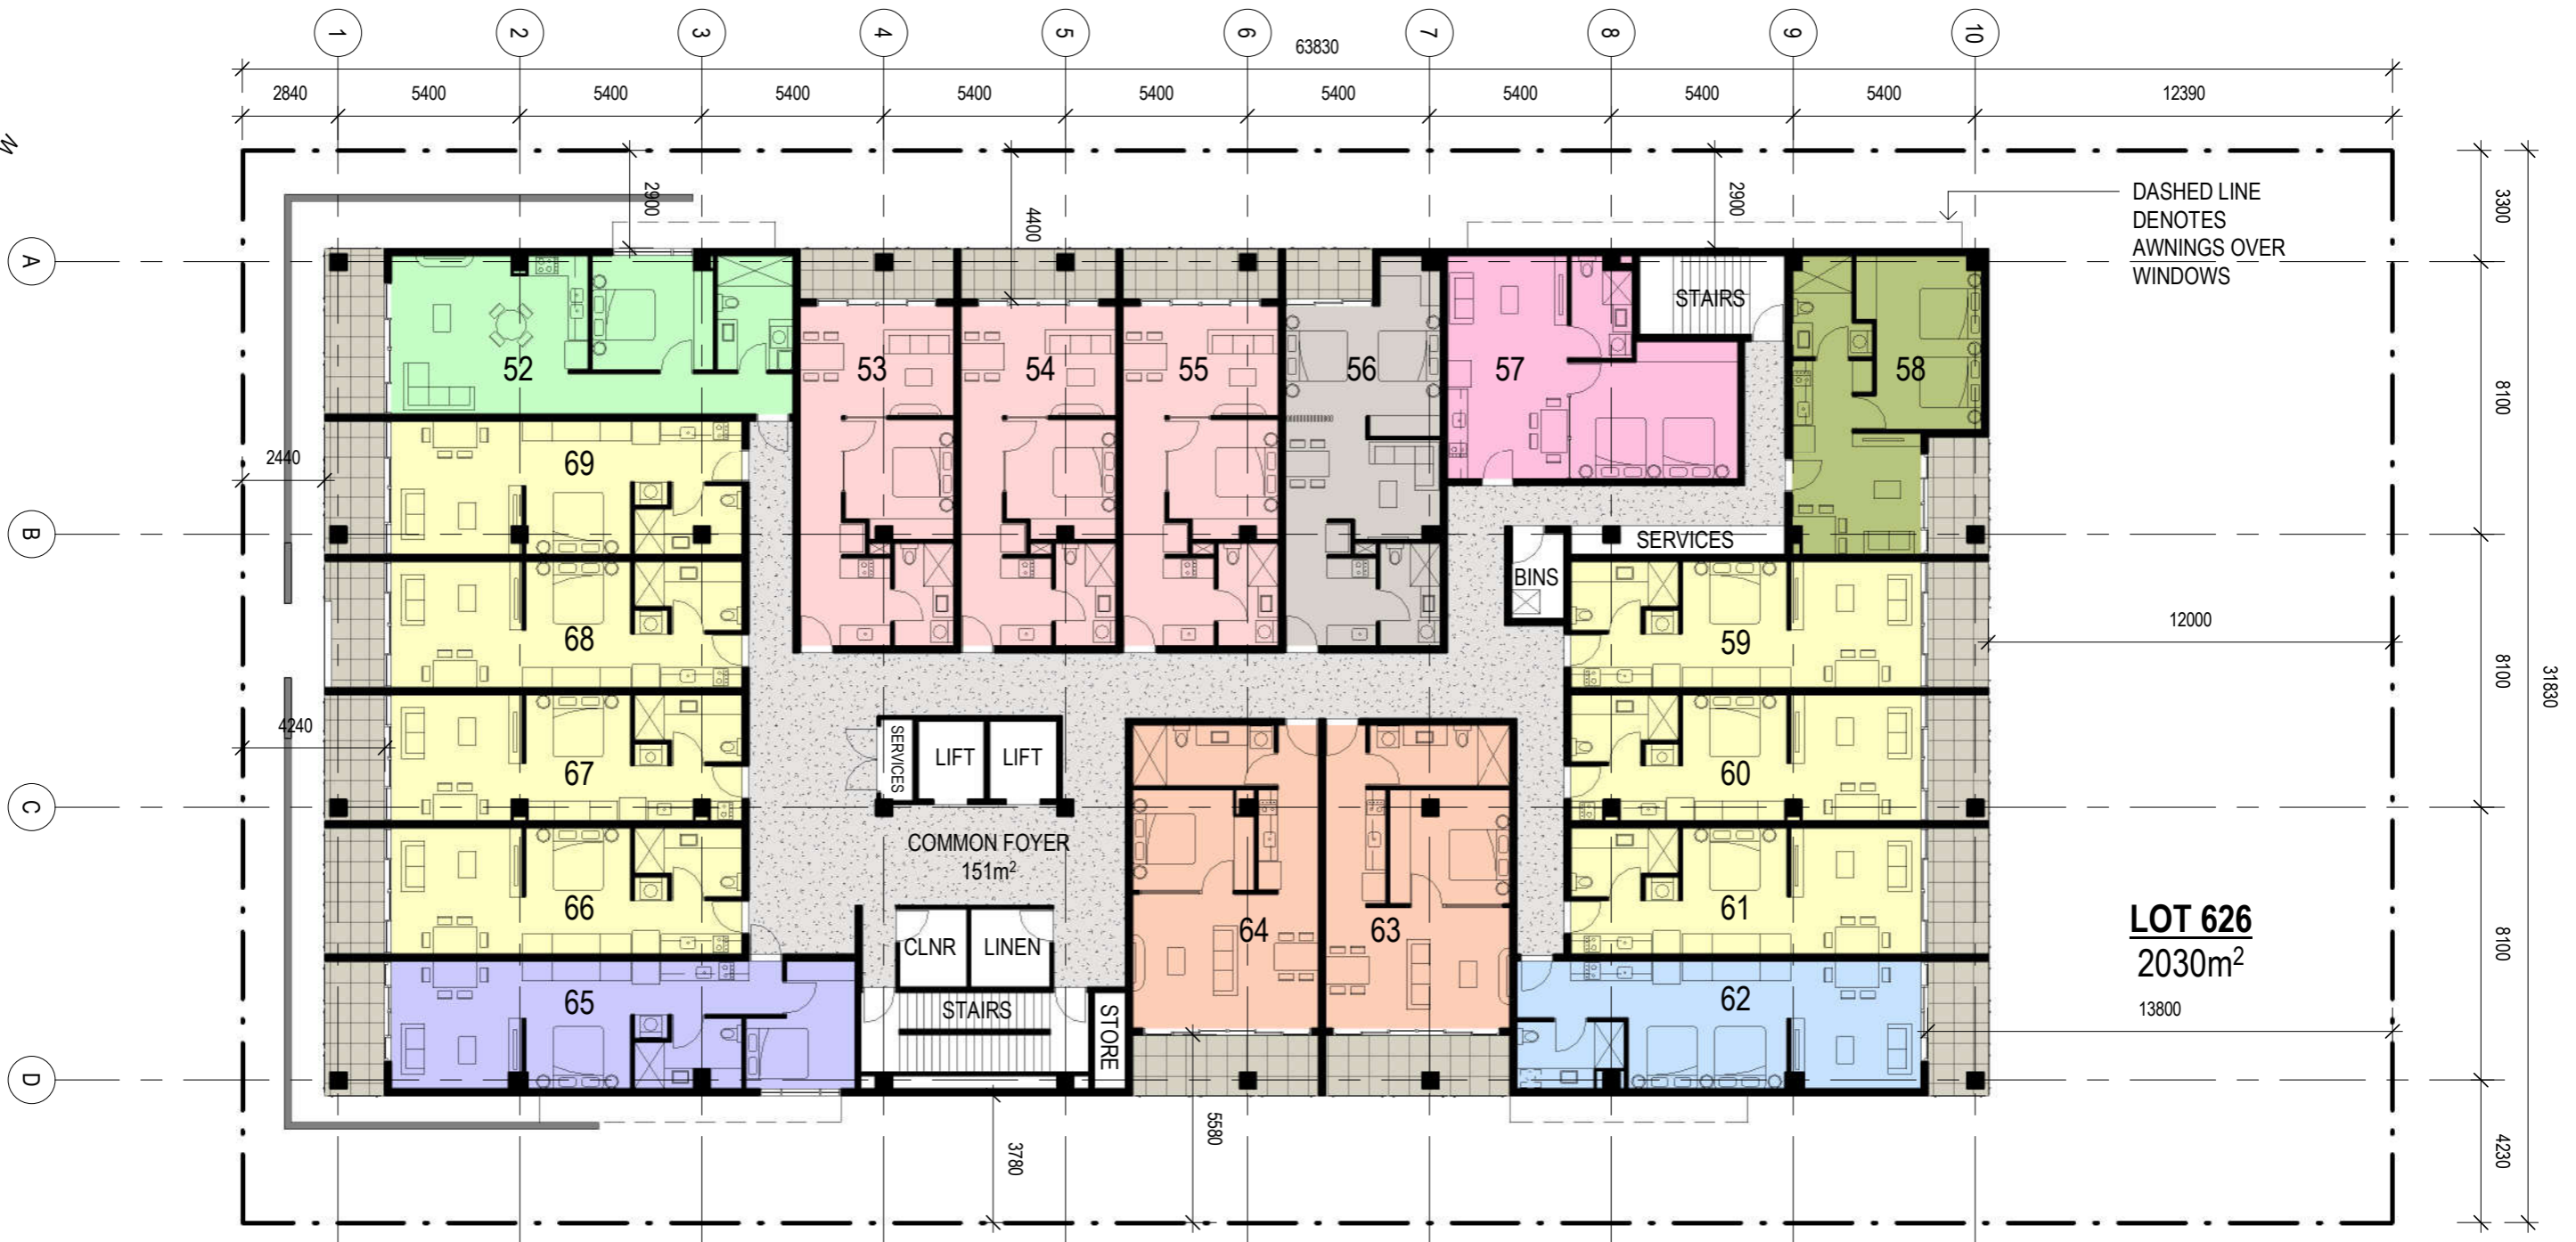 1 2 3 4 5 6 7 8 9 10
63830
2840 5400 5400 5400 5400 5400 5400 5400 5400 5400 12390
N
2900
4400
2900
DASHED LINE
DENOTES
AWNINGS OVER
WINDOWS
3300
A
STAIRS
52
53
54
55
56
57
58
8100
2440
69
B
SERVICES
BINS
68
59
12000
8100
31830
4240
SERVICES
LIFT
LIFT
67
60
C
COMMON FOYER
151m²
66
61
64
63
CLNR
LINEN
LOT 626
2030m²
8100
65
62
STAIRS
STORE
13800
D
5580
3780
4230